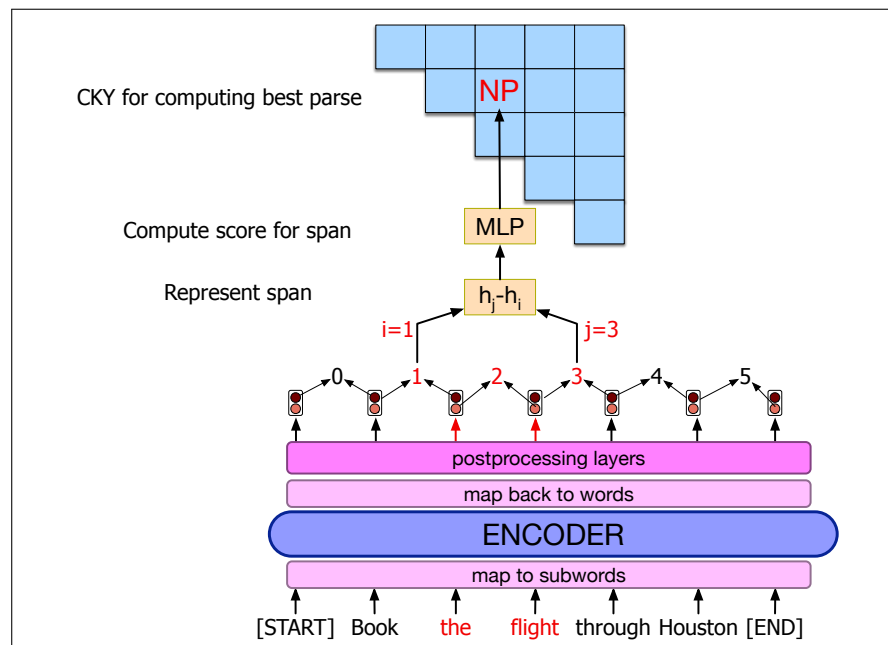 NP
CKY for computing best parse
MLP
Compute score for span
Represent span
hj-hi
i=1
j=3
0 1 2 3 4 5
postprocessing layers
map back to words
ENCODER
map to subwords
[START] Book the flight through Houston [END]